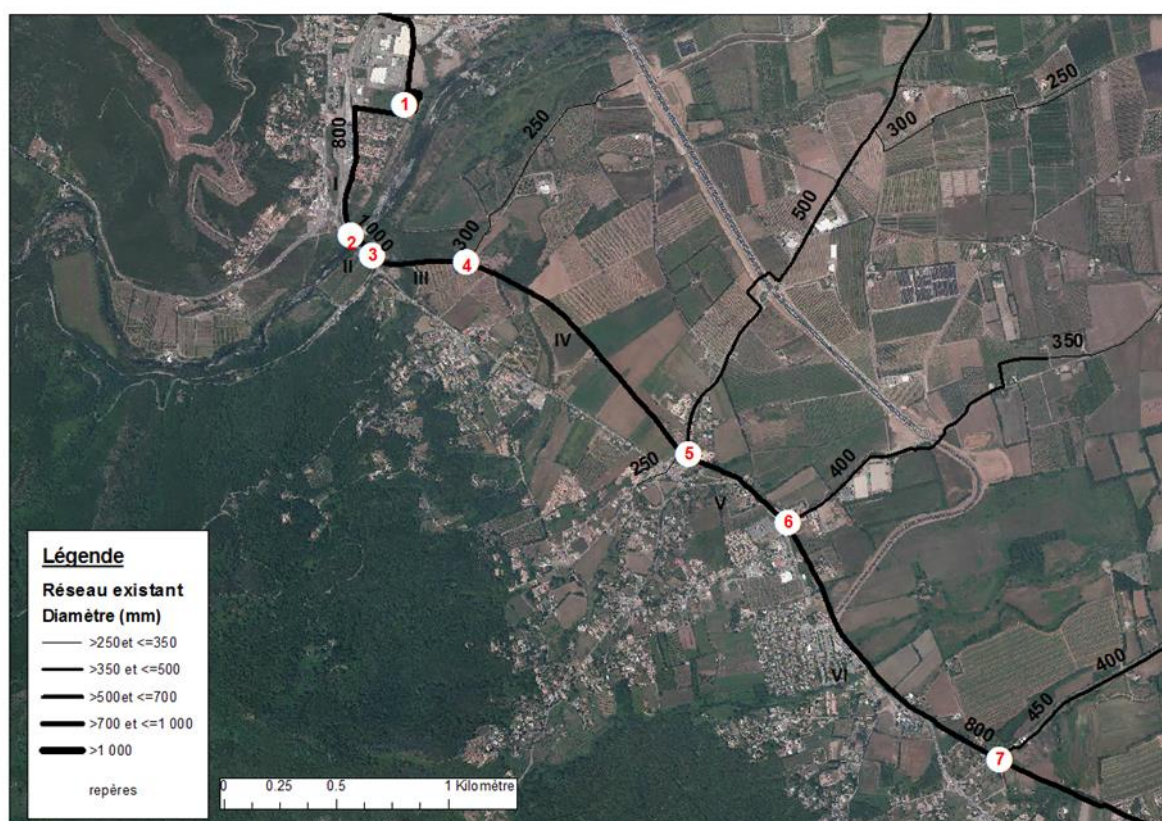 1
800
I
2
1000
3
II
III
300
4
250
IV
500
300
250
350
250
5
V
400
6
VI
800
7
450
400
Légende
Réseau existant
Diamètre (mm)
>250et <=350
>350 et <=500
>500et <=700
>700 et <=1 000
>1 000
repères
0 0.25 0.5 1 Kilomètre